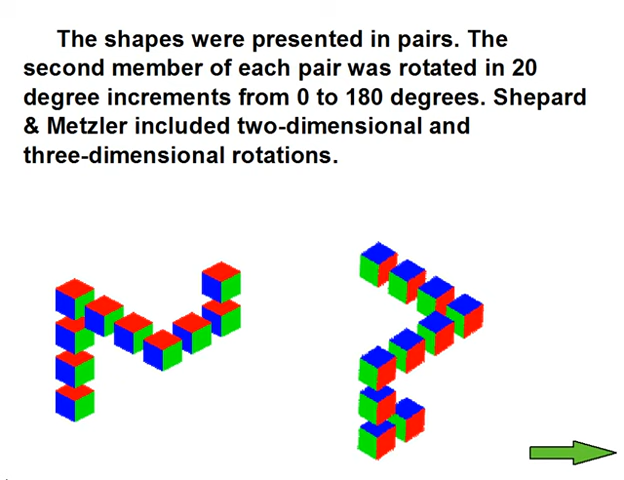 The shapes were presented in pairs. The
second member of each pair was rotated in 20
degree increments from 0 to 180 degrees. Shepard
& Metzler included two-dimensional and
three-dimensional rotations.